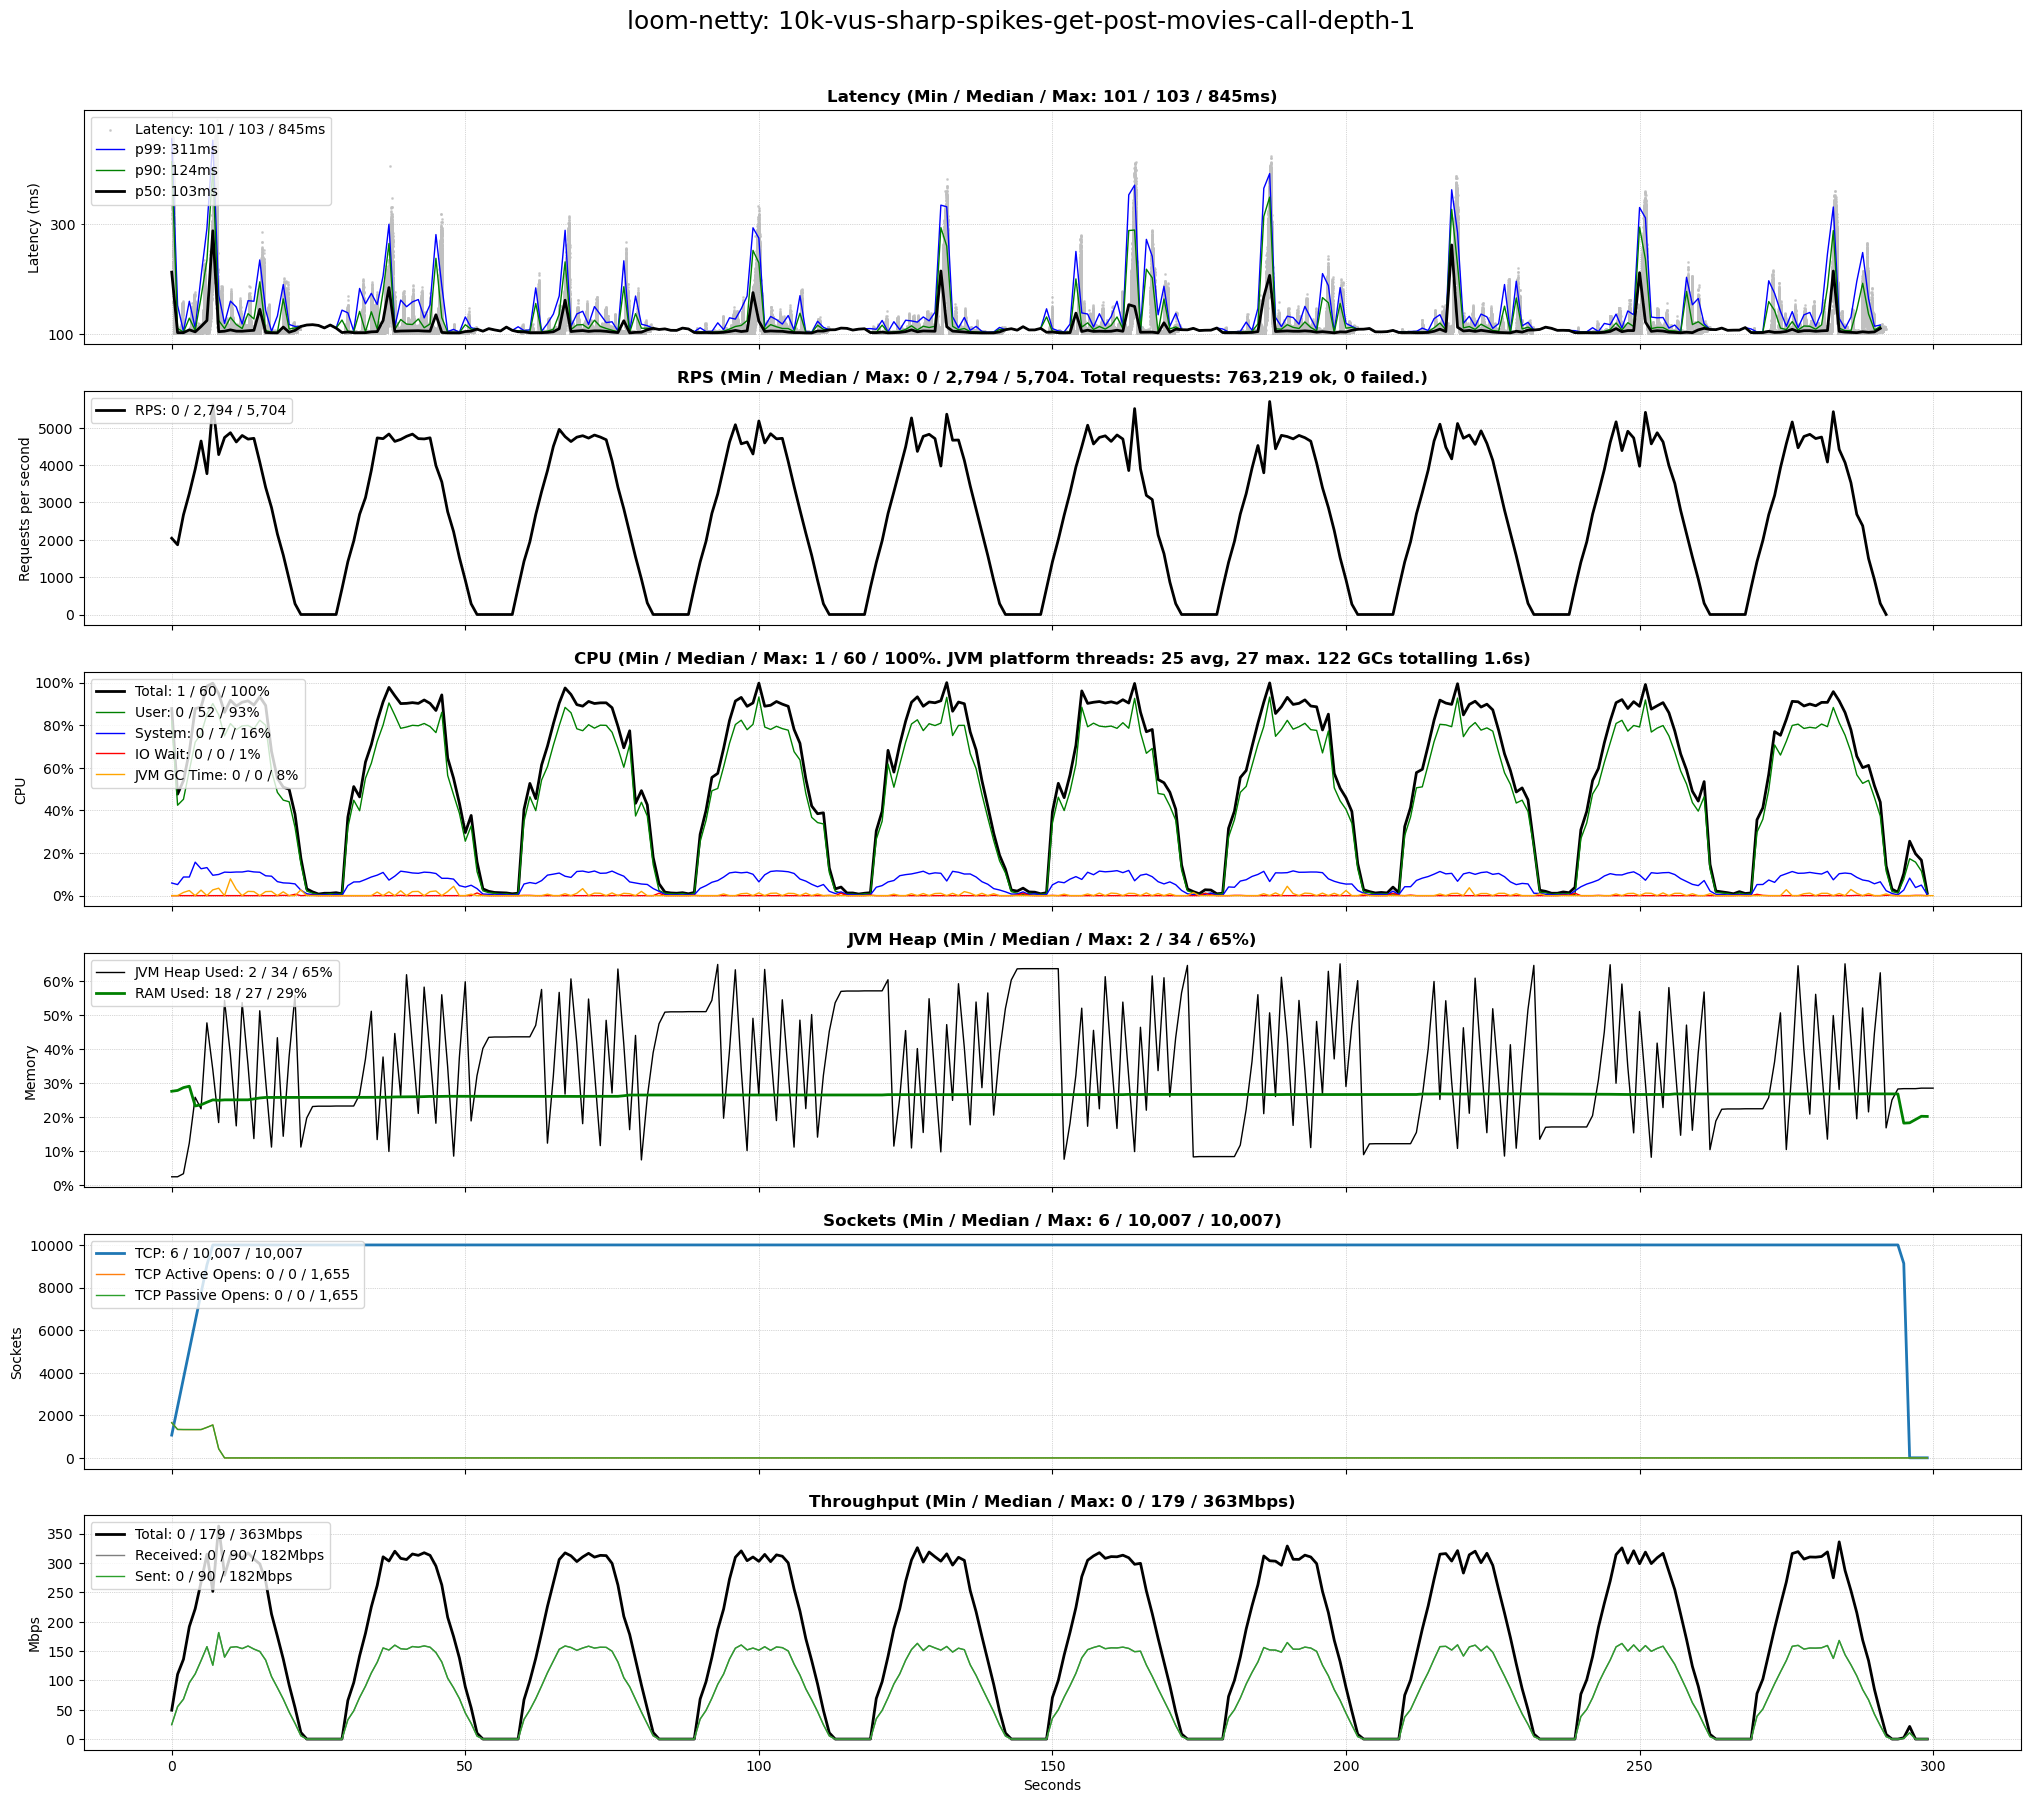 loom-netty: 10k-vus-sharp-spikes-get-post-movies-call-depth-1
Latency (Min / Median / Max: 101 / 103 / 845ms)
Latency: 101 / 103 / 845ms
p99: 311ms
p90: 124ms
p50: 103ms
Latency (ms)
300
100
RPS (Min / Median / Max: 0 / 2,794 / 5,704. Total requests: 763,219 ok, 0 failed.)
RPS: 0 / 2,794 / 5,704
Requests per second
5000
4000
3000
2000
1000
0
CPU (Min / Median / Max: 1 / 60 / 100%. JVM platform threads: 25 avg, 27 max. 122 GCs totalling 1.6s)
Total: 1 / 60 / 100%
User: 0 / 52 / 93%
System: 0 / 7 / 16%
IO Wait: 0 / 0 / 1%
JVM GC Time: 0 / 0 / 8%
CPU
100%
80%
60%
40%
20%
0%
JVM Heap (Min / Median / Max: 2 / 34 / 65%)
JVM Heap Used: 2 / 34 / 65%
RAM Used: 18 / 27 / 29%
Memory
60%
50%
40%
30%
20%
10%
0%
Sockets (Min / Median / Max: 6 / 10,007 / 10,007)
TCP: 6 / 10,007 / 10,007
TCP Active Opens: 0 / 0 / 1,655
TCP Passive Opens: 0 / 0 / 1,655
Sockets
10000
8000
6000
4000
2000
0
Throughput (Min / Median / Max: 0 / 179 / 363Mbps)
Total: 0 / 179 / 363Mbps
Received: 0 / 90 / 182Mbps
Sent: 0 / 90 / 182Mbps
Mbps
350
300
250
200
150
100
50
0
0 50 100 150 200 250 300
Seconds